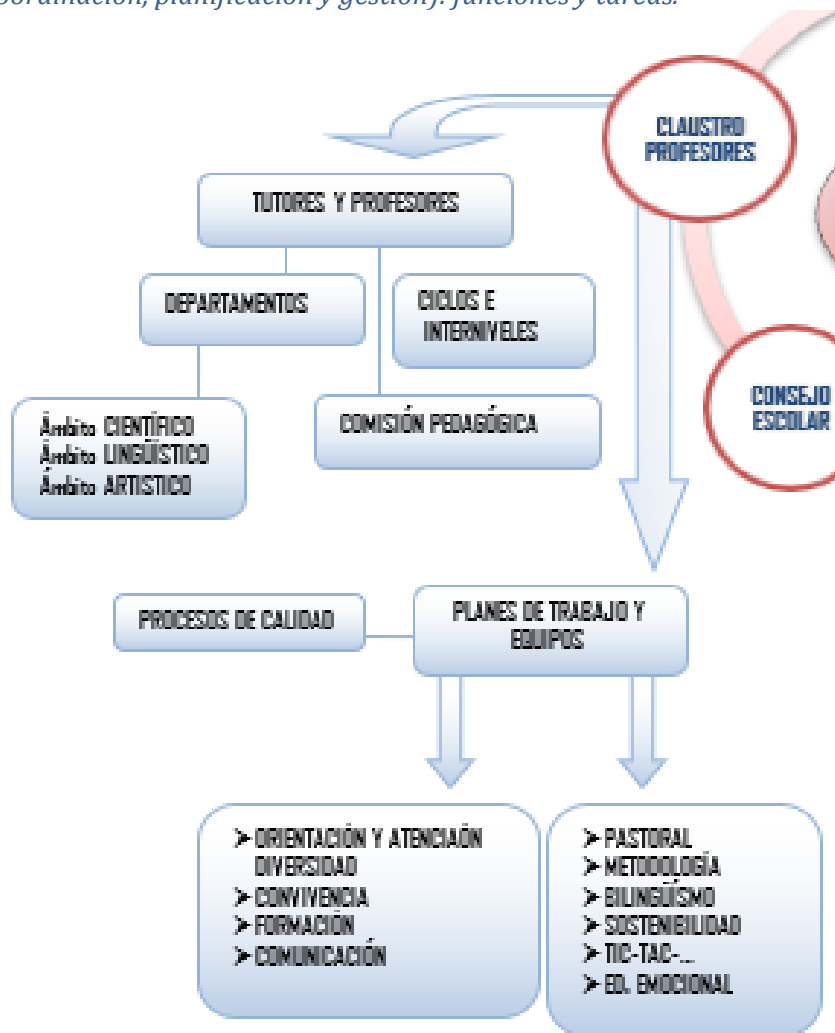 coordinación, planificación y gestión): funciones y tareas.
CLAUSTRO
PROFESORES
TUTORES Y PROFESORES
DEPARTAMENTOS
CICLOS E
INTERNIVELES
CONSEJO
ESCOLAR
Ámbito CIENTÍFICO
Ámbito LINGÜÍSTICO
Ámbito ARTISTICO
COMISIÓN PEDAGÓGICA
PROCESOS DE CALIDAD
PLANES DE TRABAJO Y
EQUIPOS
➢ ORIENTACIÓN Y ATENCIAÓN
DIVERSIDAD
➢ CONVIVENCIA
➢ FORMACIÓN
➢ COMUNICACIÓN
➢ PASTORAL
➢ METODOLOGÍA
➢ BILINGÜÍSMO
➢ SOSTENIBILIDAD
➢ TIC-TAC-...
➢ ED. EMOCIONAL